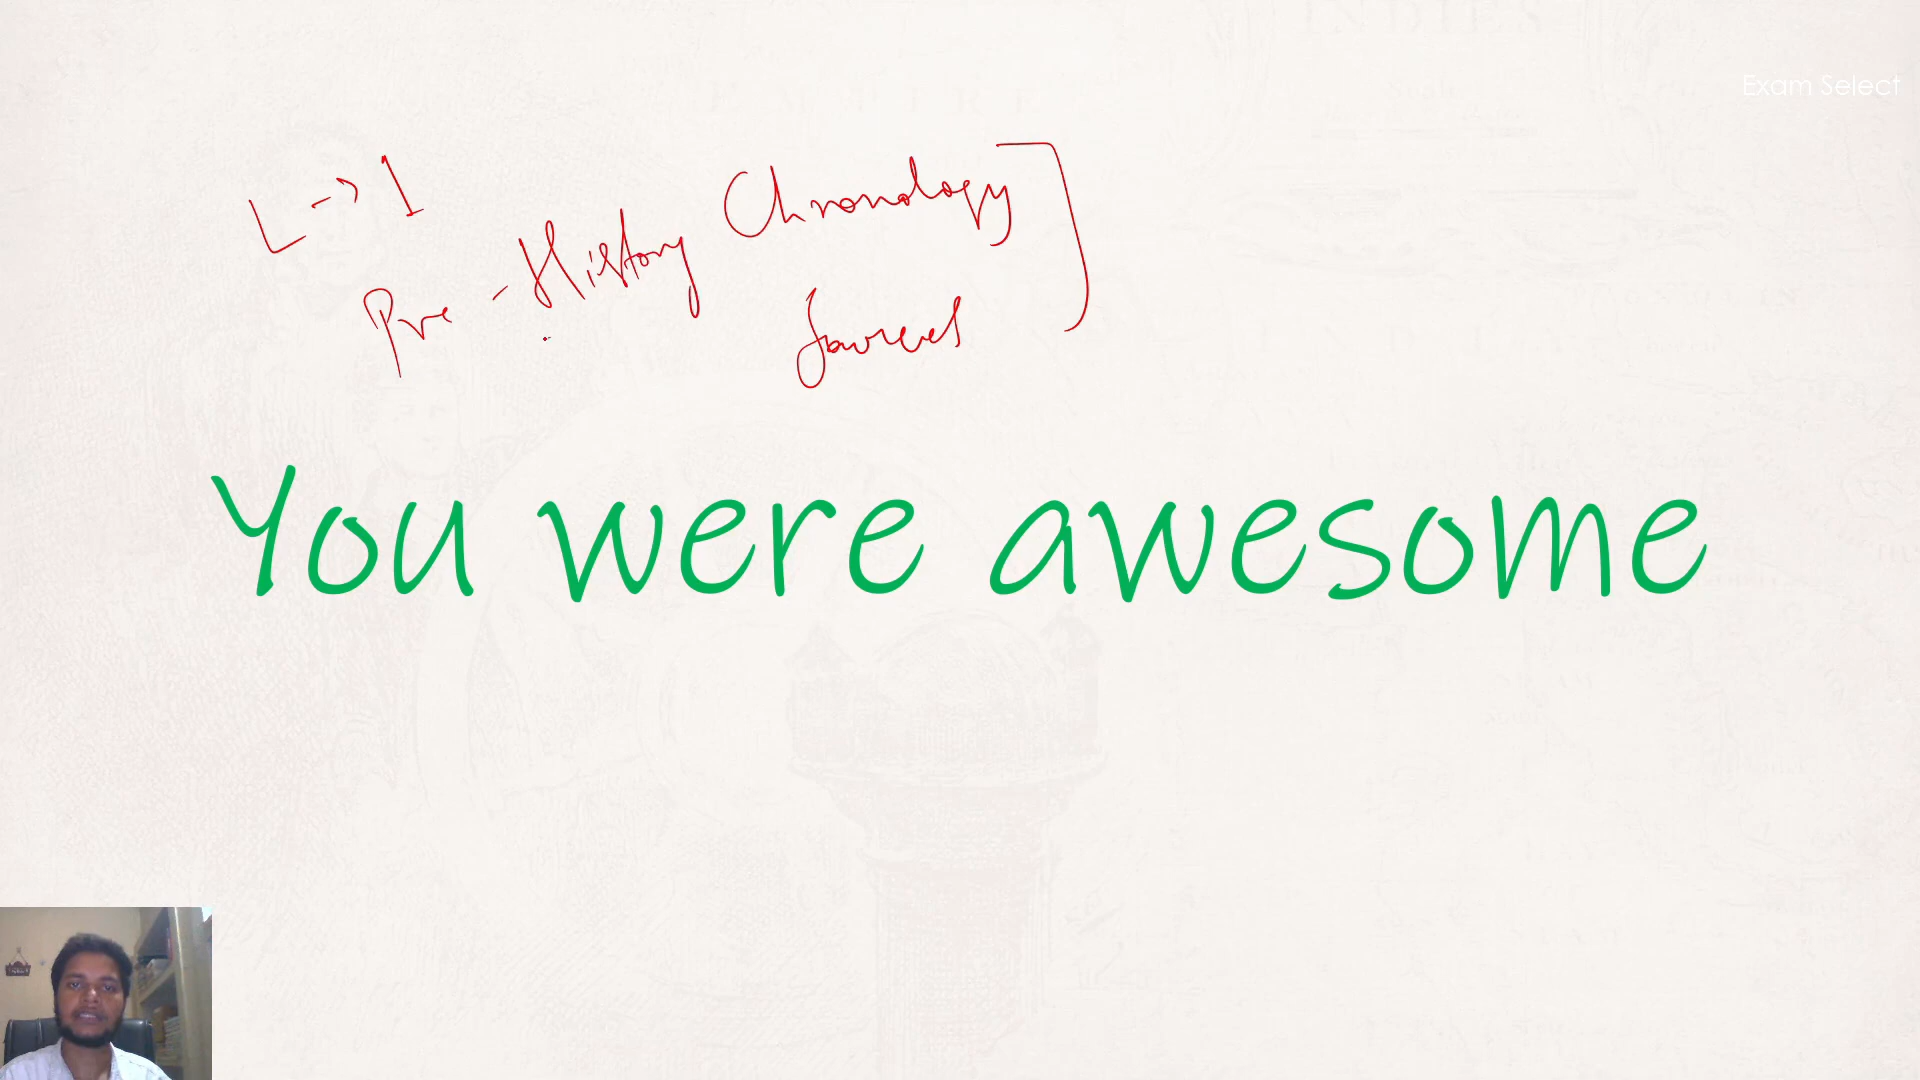 Exam Select
L → 1
Pre - History Chronology
Sources
You were awesome